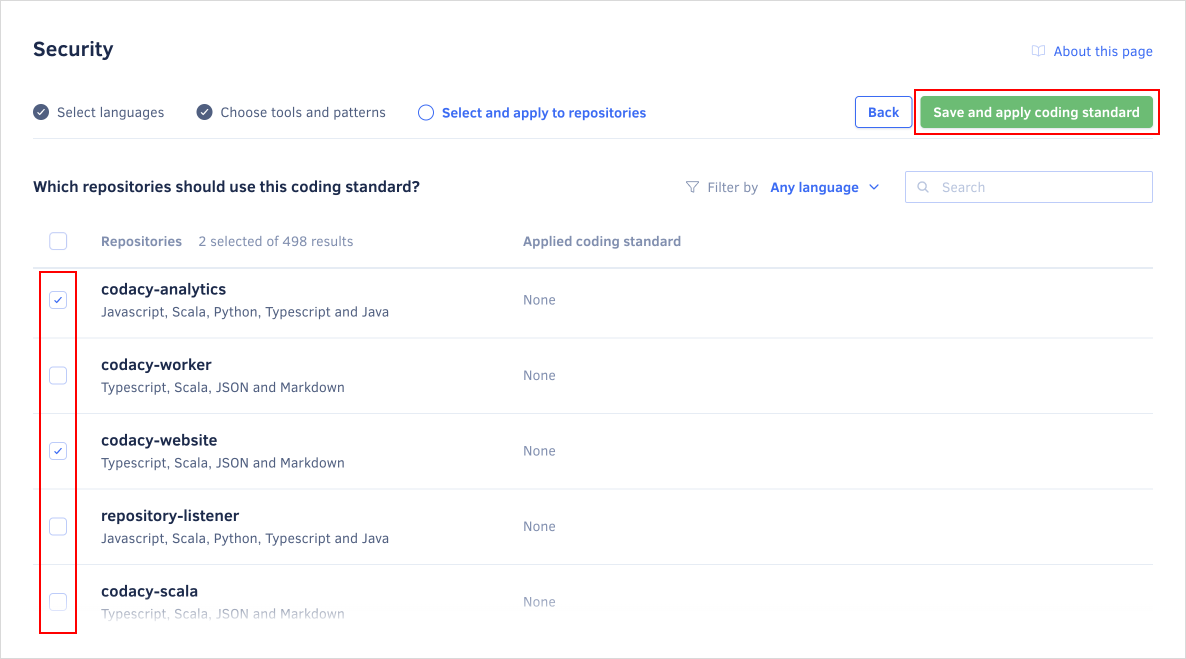 Security
About this page
Select languages
Choose tools and patterns
Select and apply to repositories
Back
Save and apply coding standard
Which repositories should use this coding standard?
Filter by Any language
Search
Repositories 2 selected of 498 results
Applied coding standard
codacy-analytics
Javascript, Scala, Python, Typescript and Java
None
codacy-worker
Typescript, Scala, JSON and Markdown
None
codacy-website
Typescript, Scala, JSON and Markdown
None
repository-listener
Javascript, Scala, Python, Typescript and Java
None
codacy-scala
Typescript, Scala, JSON and Markdown
None